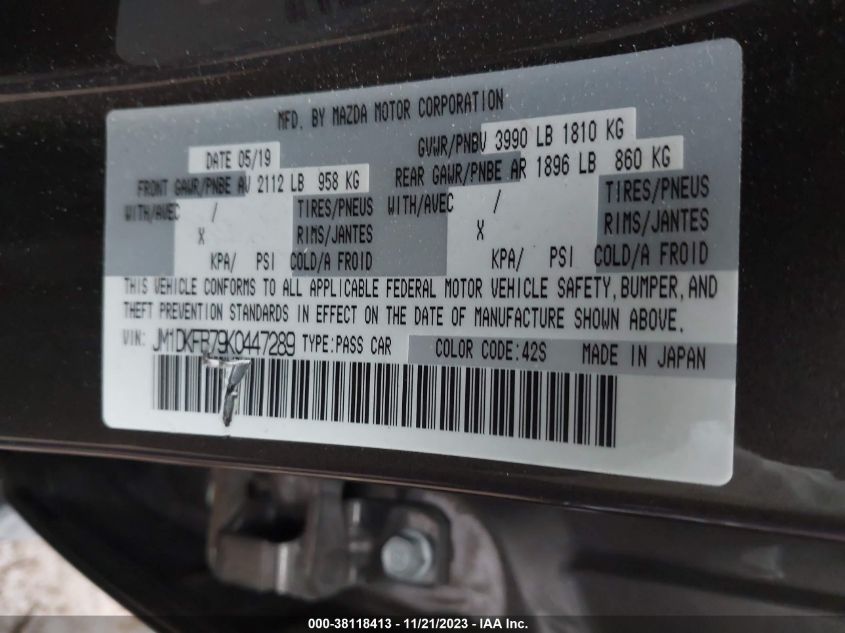 MFD. BY MAZDA MOTOR CORPORATION
DATE 05/19 GVWR/PNBV 3990 LB 1810 KG
FRONT GAWR/PNBE AV 2112 LB 958 KG REAR GAWR/PNBE AR 1896 LB 860 KG
WITH/AVEC / TIRES/PNEUS WITH/AVEC / TIRES/PNEUS
X RIMS/JANTES X RIMS/JANTES
KPA/ PSI COLD/A FROID KPA/ PSI COLD/A FROID
THIS VEHICLE CONFORMS TO ALL APPLICABLE FEDERAL MOTOR VEHICLE SAFETY, BUMPER, AND
THEFT PREVENTION STANDARDS IN EFFECT ON THE DATE OF MANUFACTURE SHOWN ABOVE.
VIN: JM1DKFB79K0447289 TYPE:PASS CAR COLOR CODE:42S MADE IN JAPAN
000-38118413 - 11/21/2023 - IAA Inc.